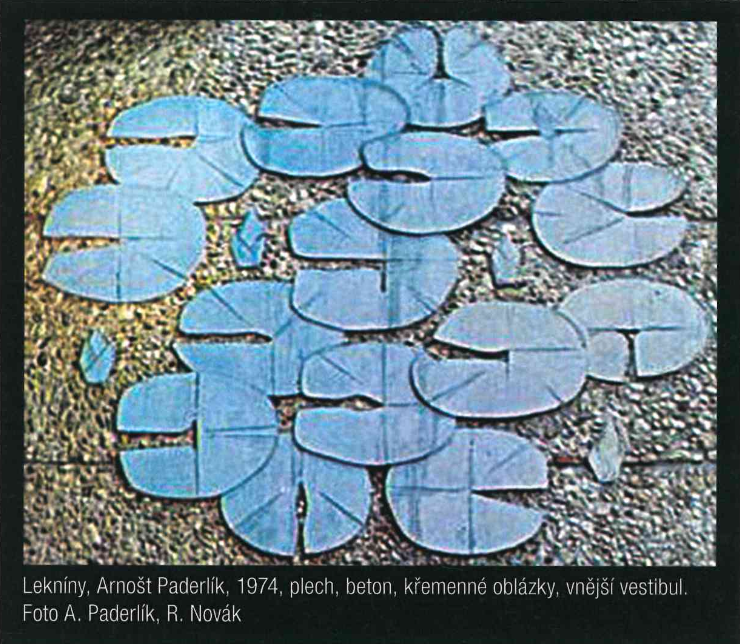 Lekníny, Arnošt Paderlík, 1974, plech, beton, křemenné oblázky, vnější vestibul.
Foto A. Paderlík, R. Novák